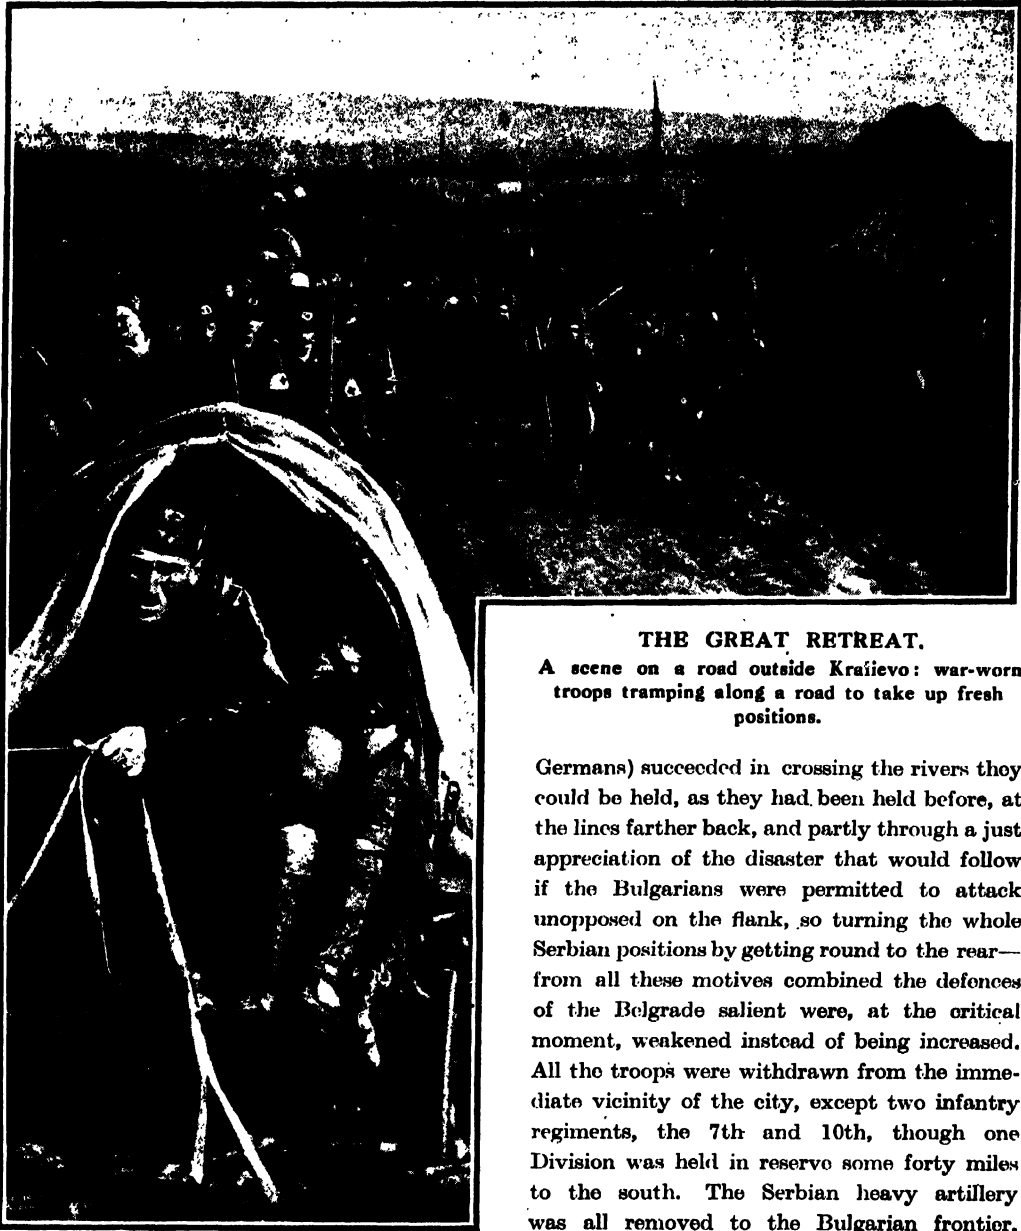 THE GREAT RETREAT.
A scene on a road outside Kralievo: war-worn
troops tramping along a road to take up fresh
positions.
Germans) succeeded in crossing the rivers they
could be held, as they had been held before, at
the lines farther back, and partly through a just
appreciation of the disaster that would follow
if the Bulgarians were permitted to attack
unopposed on the flank, so turning the whole
Serbian positions by getting round to the rear—
from all these motives combined the defences
of the Belgrade salient were, at the critical
moment, weakened instead of being increased.
All the troops were withdrawn from the imme-
diate vicinity of the city, except two infantry
regiments, the 7th and 10th, though one
Division was held in reserve some forty miles
to the south. The Serbian heavy artillery
was all removed to the Bulgarian frontier.